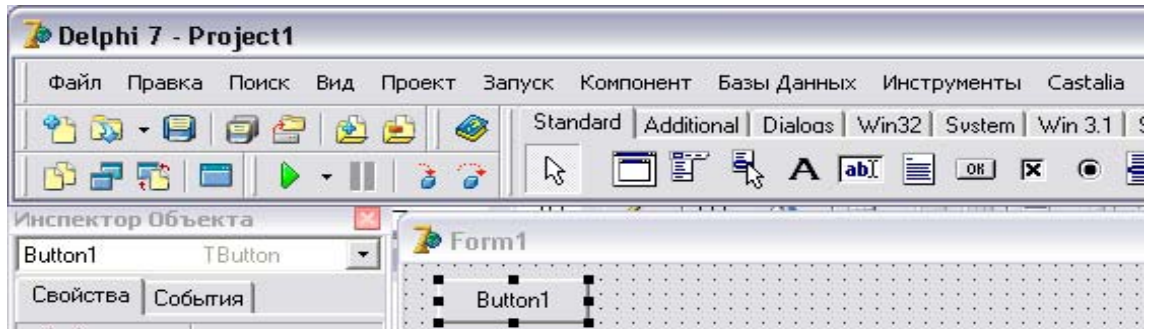 Delphi 7 - Project1
Файл Правка Поиск Вид Проект Запуск Компонент Базы Данных Инструменты Castalia
Standard Additional Dialogs Win32 System Win 3.1
A ab OK
Инспектор Объекта
Form1
Button1 TButton
Button1
Свойства События